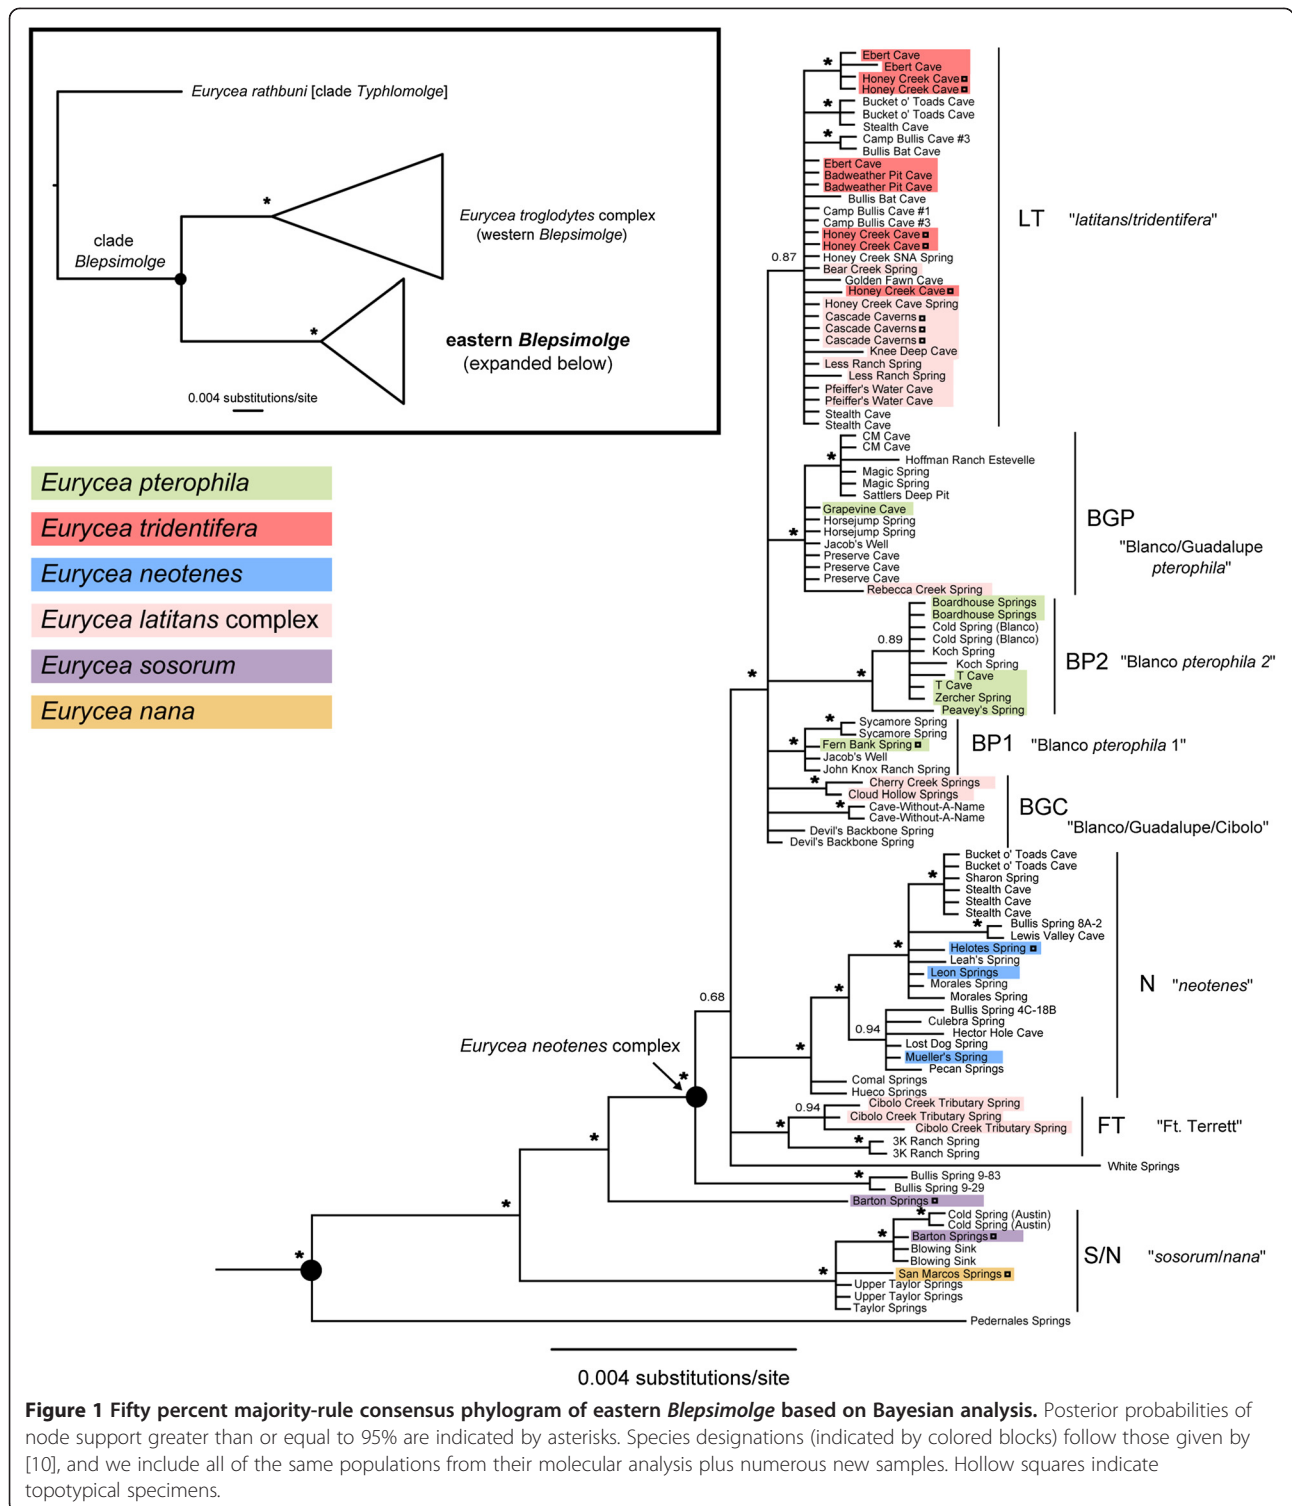 Eurycea rathbuni [clade Typhlomolge]
clade
Blepsimolge
*
Eurycea troglodytes complex
(western Blepsimolge)
*
eastern Blepsimolge
(expanded below)
0.004 substitutions/site
Eurycea pterophila
Eurycea tridentifera
Eurycea neotenes
Eurycea latitans complex
Eurycea sosorum
Eurycea nana
*
Ebert Cave
Ebert Cave
Honey Creek Cave
Honey Creek Cave
*
Bucket o' Toads Cave
Bucket o' Toads Cave
Stealth Cave
*
Camp Bullis Cave #3
Bullis Bat Cave
Ebert Cave
Badweather Pit Cave
Badweather Pit Cave
Bullis Bat Cave
Camp Bullis Cave #1
Camp Bullis Cave #3
Honey Creek Cave
Honey Creek Cave
0.87
Honey Creek SNA Spring
Bear Creek Spring
Golden Fawn Cave
Honey Creek Cave
Honey Creek Cave Spring
Cascade Caverns
Cascade Caverns
Cascade Caverns
Knee Deep Cave
Less Ranch Spring
Less Ranch Spring
Pfeiffer's Water Cave
Pfeiffer's Water Cave
Stealth Cave
Stealth Cave
LT "latitans/tridentifera"
CM Cave
CM Cave
*
Hoffman Ranch Estevelle
Magic Spring
Magic Spring
Sattlers Deep Pit
Grapevine Cave
Horsejump Spring
*
Horsejump Spring
Jacob's Well
Preserve Cave
Preserve Cave
Preserve Cave
Rebecca Creek Spring
BGP
"Blanco/Guadalupe
pterophila"
Boardhouse Springs
Boardhouse Springs
Cold Spring (Blanco)
0.89
Cold Spring (Blanco)
Koch Spring
Koch Spring
*
*
T Cave
T Cave
Zercher Spring
Peavey's Spring
BP2 "Blanco pterophila 2"
*
Sycamore Spring
Sycamore Spring
*
Fern Bank Spring
Jacob's Well
John Knox Ranch Spring
BP1 "Blanco pterophila 1"
*
Cherry Creek Springs
Cloud Hollow Springs
*
Cave-Without-A-Name
Cave-Without-A-Name
Devil's Backbone Spring
Devil's Backbone Spring
BGC
"Blanco/Guadalupe/Cibolo"
Bucket o' Toads Cave
Bucket o' Toads Cave
*
Sharon Spring
Stealth Cave
Stealth Cave
Stealth Cave
*
Bullis Spring 8A-2
Lewis Valley Cave
*
Helotes Spring
Leah's Spring
Leon Springs
Morales Spring
*
Morales Spring
0.68
Bullis Spring 4C-18B
Culebra Spring
0.94
Hector Hole Cave
Lost Dog Spring
*
Mueller's Spring
Pecan Springs
Comal Springs
Hueco Springs
N "neotenes"
Eurycea neotenes complex
*
0.94
Cibolo Creek Tributary Spring
Cibolo Creek Tributary Spring
*
Cibolo Creek Tributary Spring
*
3K Ranch Spring
3K Ranch Spring
FT "Ft. Terrett"
*
White Springs
*
Bullis Spring 9-83
Bullis Spring 9-29
Barton Springs
*
*
Cold Spring (Austin)
Cold Spring (Austin)
*
Barton Springs
Blowing Sink
Blowing Sink
*
San Marcos Springs
Upper Taylor Springs
Upper Taylor Springs
Taylor Springs
S/N "sosorum/nana"
*
Pedernales Springs
0.004 substitutions/site
Figure 1 Fifty percent majority-rule consensus phylogram of eastern Blepsimolge based on Bayesian analysis. Posterior probabilities of
node support greater than or equal to 95% are indicated by asterisks. Species designations (indicated by colored blocks) follow those given by
[10], and we include all of the same populations from their molecular analysis plus numerous new samples. Hollow squares indicate
topotypical specimens.